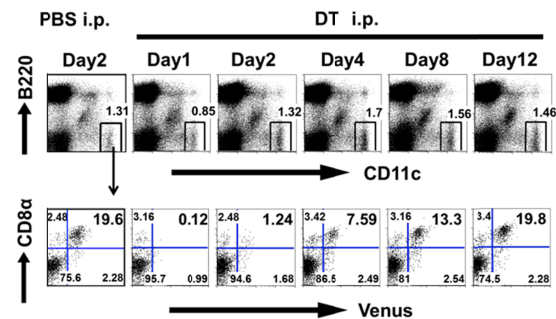 PBS i.p. DT i.p.
Day2 Day1 Day2 Day4 Day8 Day12
B220
1.31 0.85 1.32 1.7 1.56 1.46
CD11c
CD8α
2.48 19.6 3.16 0.12 2.48 1.24 3.42 7.59 3.16 13.3 3.4 19.8
75.6 2.28 95.7 0.99 94.6 1.68 86.5 2.49 81 2.54 74.5 2.28
Venus